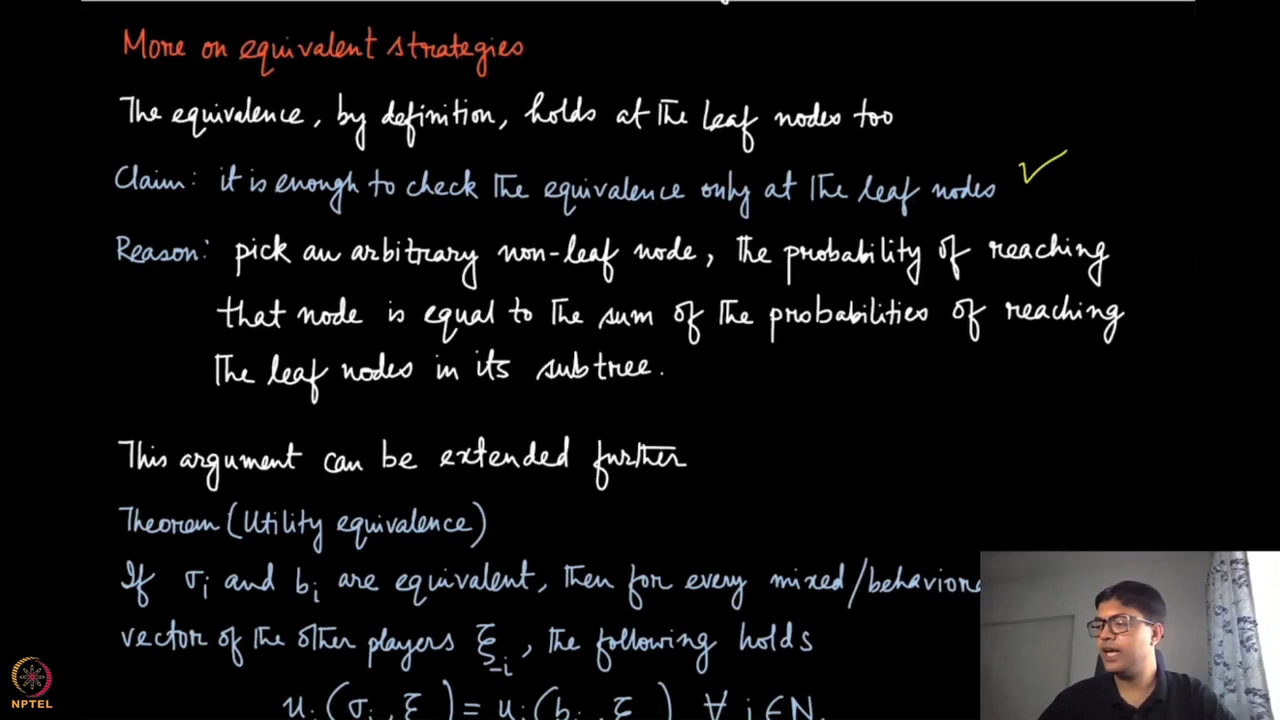 More on equivalent strategies
The equivalence, by definition, holds at the leaf nodes too
Claim: it is enough to check the equivalence only at the leaf nodes ✓
Reason: pick an arbitrary non-leaf node, the probability of reaching
that node is equal to the sum of the probabilities of reaching
the leaf nodes in its subtree.
This argument can be extended further
Theorem (Utility equivalence)
If σi and bi are equivalent, then for every mixed/behaviora
vector of the other players ξ-i, the following holds
NPTEL